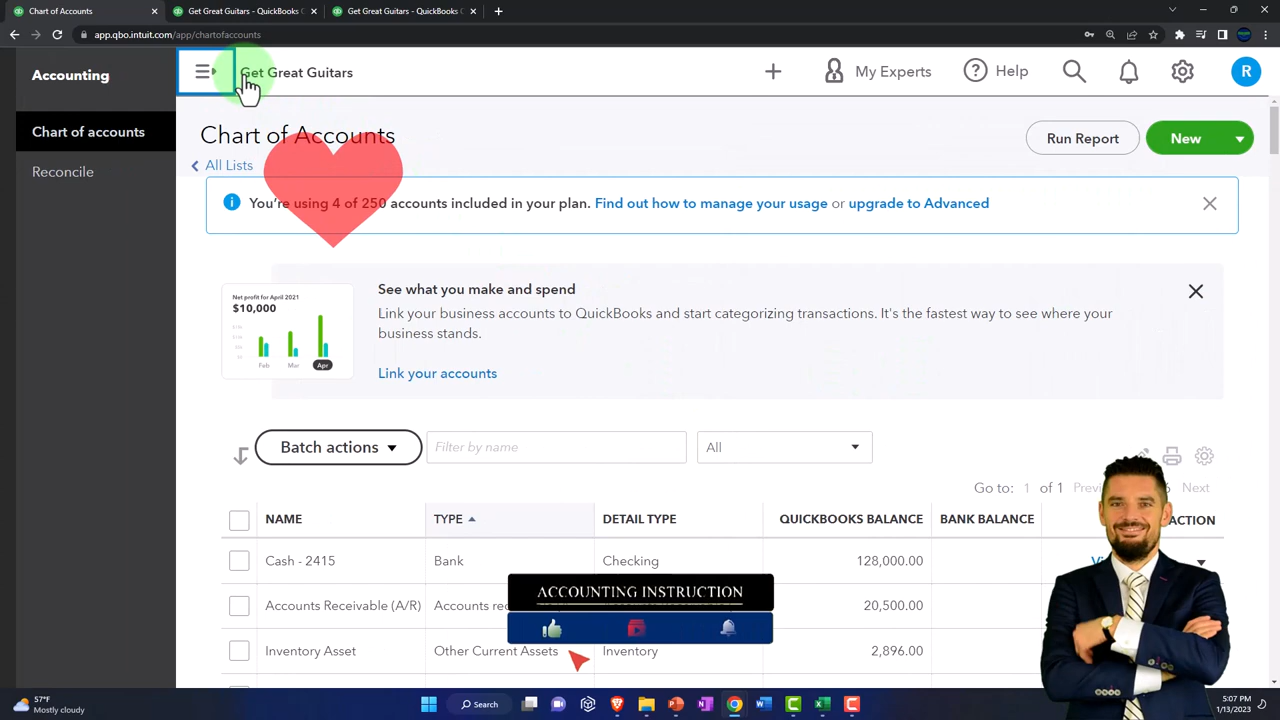 Chart of Accounts
Get Great Guitars - QuickBooks O
Get Great Guitars - QuickBooks O
app.qbo.intuit.com/app/chartofaccounts
Accounting
Get Great Guitars
My Experts
Help
R
Chart of accounts
Reconcile
Chart of Accounts
All Lists
Run Report
New
You're using 4 of 250 accounts included in your plan. Find out how to manage your usage or upgrade to Advanced
See what you make and spend
Link your business accounts to QuickBooks and start categorizing transactions. It's the fastest way to see where your
business stands.
Link your accounts
Net profit for April 2021
$10,000
Feb Mar Apr
Batch actions
Filter by name
All
Go to: 1 of 1 Previ 6 Next
NAME TYPE DETAIL TYPE QUICKBOOKS BALANCE BANK BALANCE ACTION
Cash - 2415 Bank Checking 128,000.00
Accounts Receivable (A/R) Accounts rec 20,500.00
Inventory Asset Other Current Assets Inventory 2,896.00
ACCOUNTING INSTRUCTION
57°F
Mostly cloudy
Search
5:07 PM
1/13/2023